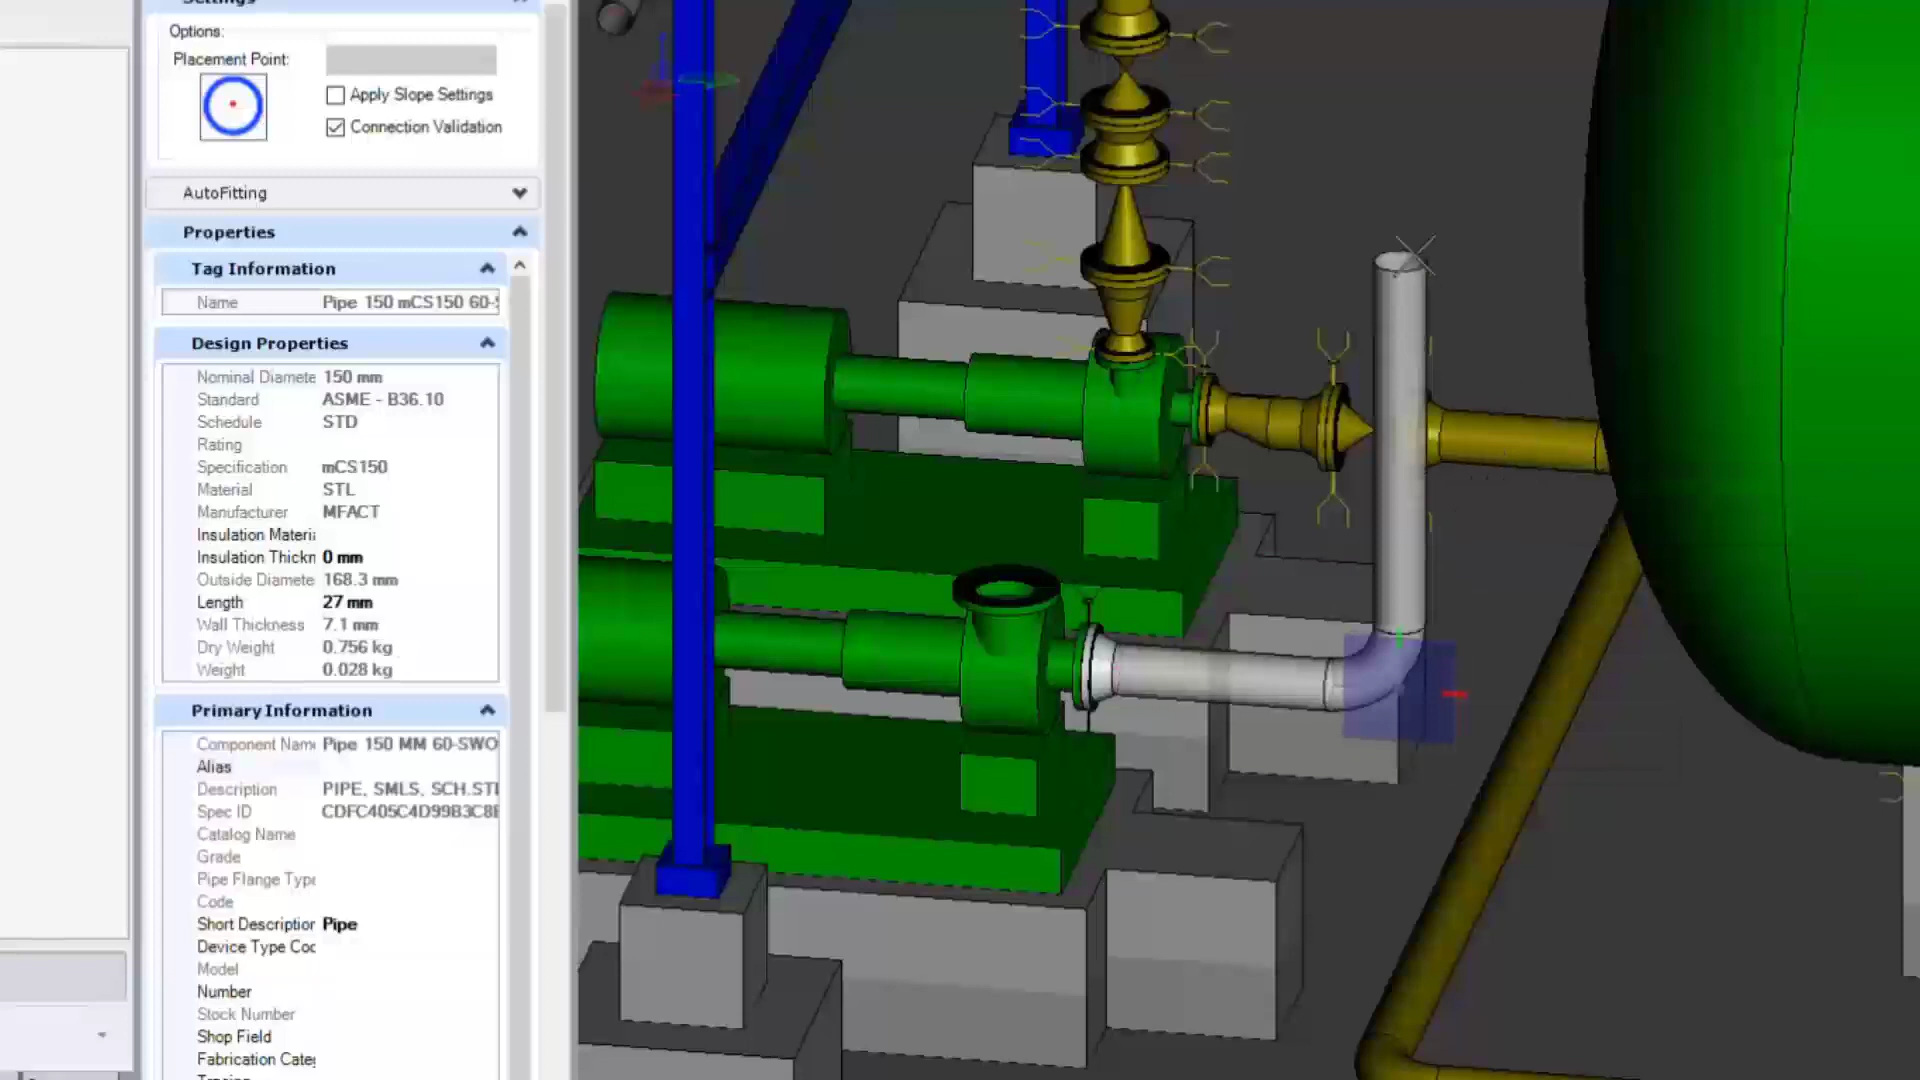 Settings
Options:
Placement Point:
Apply Slope Settings
Connection Validation
AutoFitting
Properties
Tag Information
Name Pipe 150 mCS150 60-
Design Properties
Nominal Diamete 150 mm
Standard ASME - B36.10
Schedule STD
Rating
Specification mCS150
Material STL
Manufacturer MFACT
Insulation Materi
Insulation Thickn 0 mm
Outside Diamete 168.3 mm
Length 27 mm
Wall Thickness 7.1 mm
Dry Weight 0.756 kg
Weight 0.028 kg
Primary Information
Component Nam Pipe 150 MM 60-SWO
Alias
Description PIPE, SMLS, SCH.STI
Spec ID CDFC405C4D99B3C8
Catalog Name
Grade
Pipe Flange Type
Code
Short Description Pipe
Device Type Coc
Model
Number
Stock Number
Shop Field
Fabrication Cate